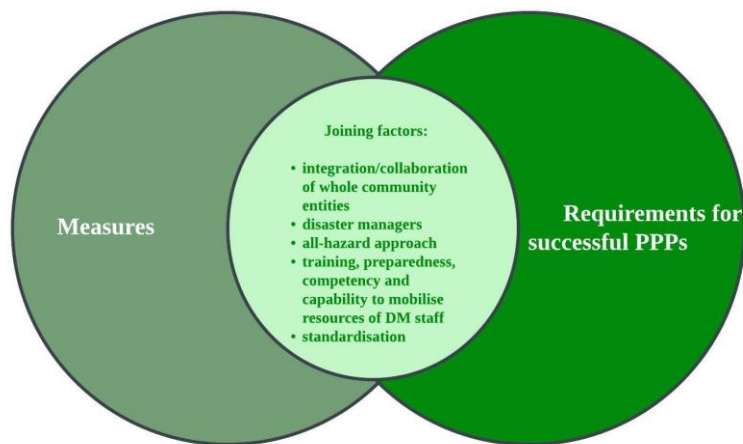 Measures
Joining factors:
• integration/collaboration
of whole community
entities
• disaster managers
• all-hazard approach
• training, preparedness,
competency and
capability to mobilise
resources of DM staff
• standardisation
Requirements for
successful PPPs